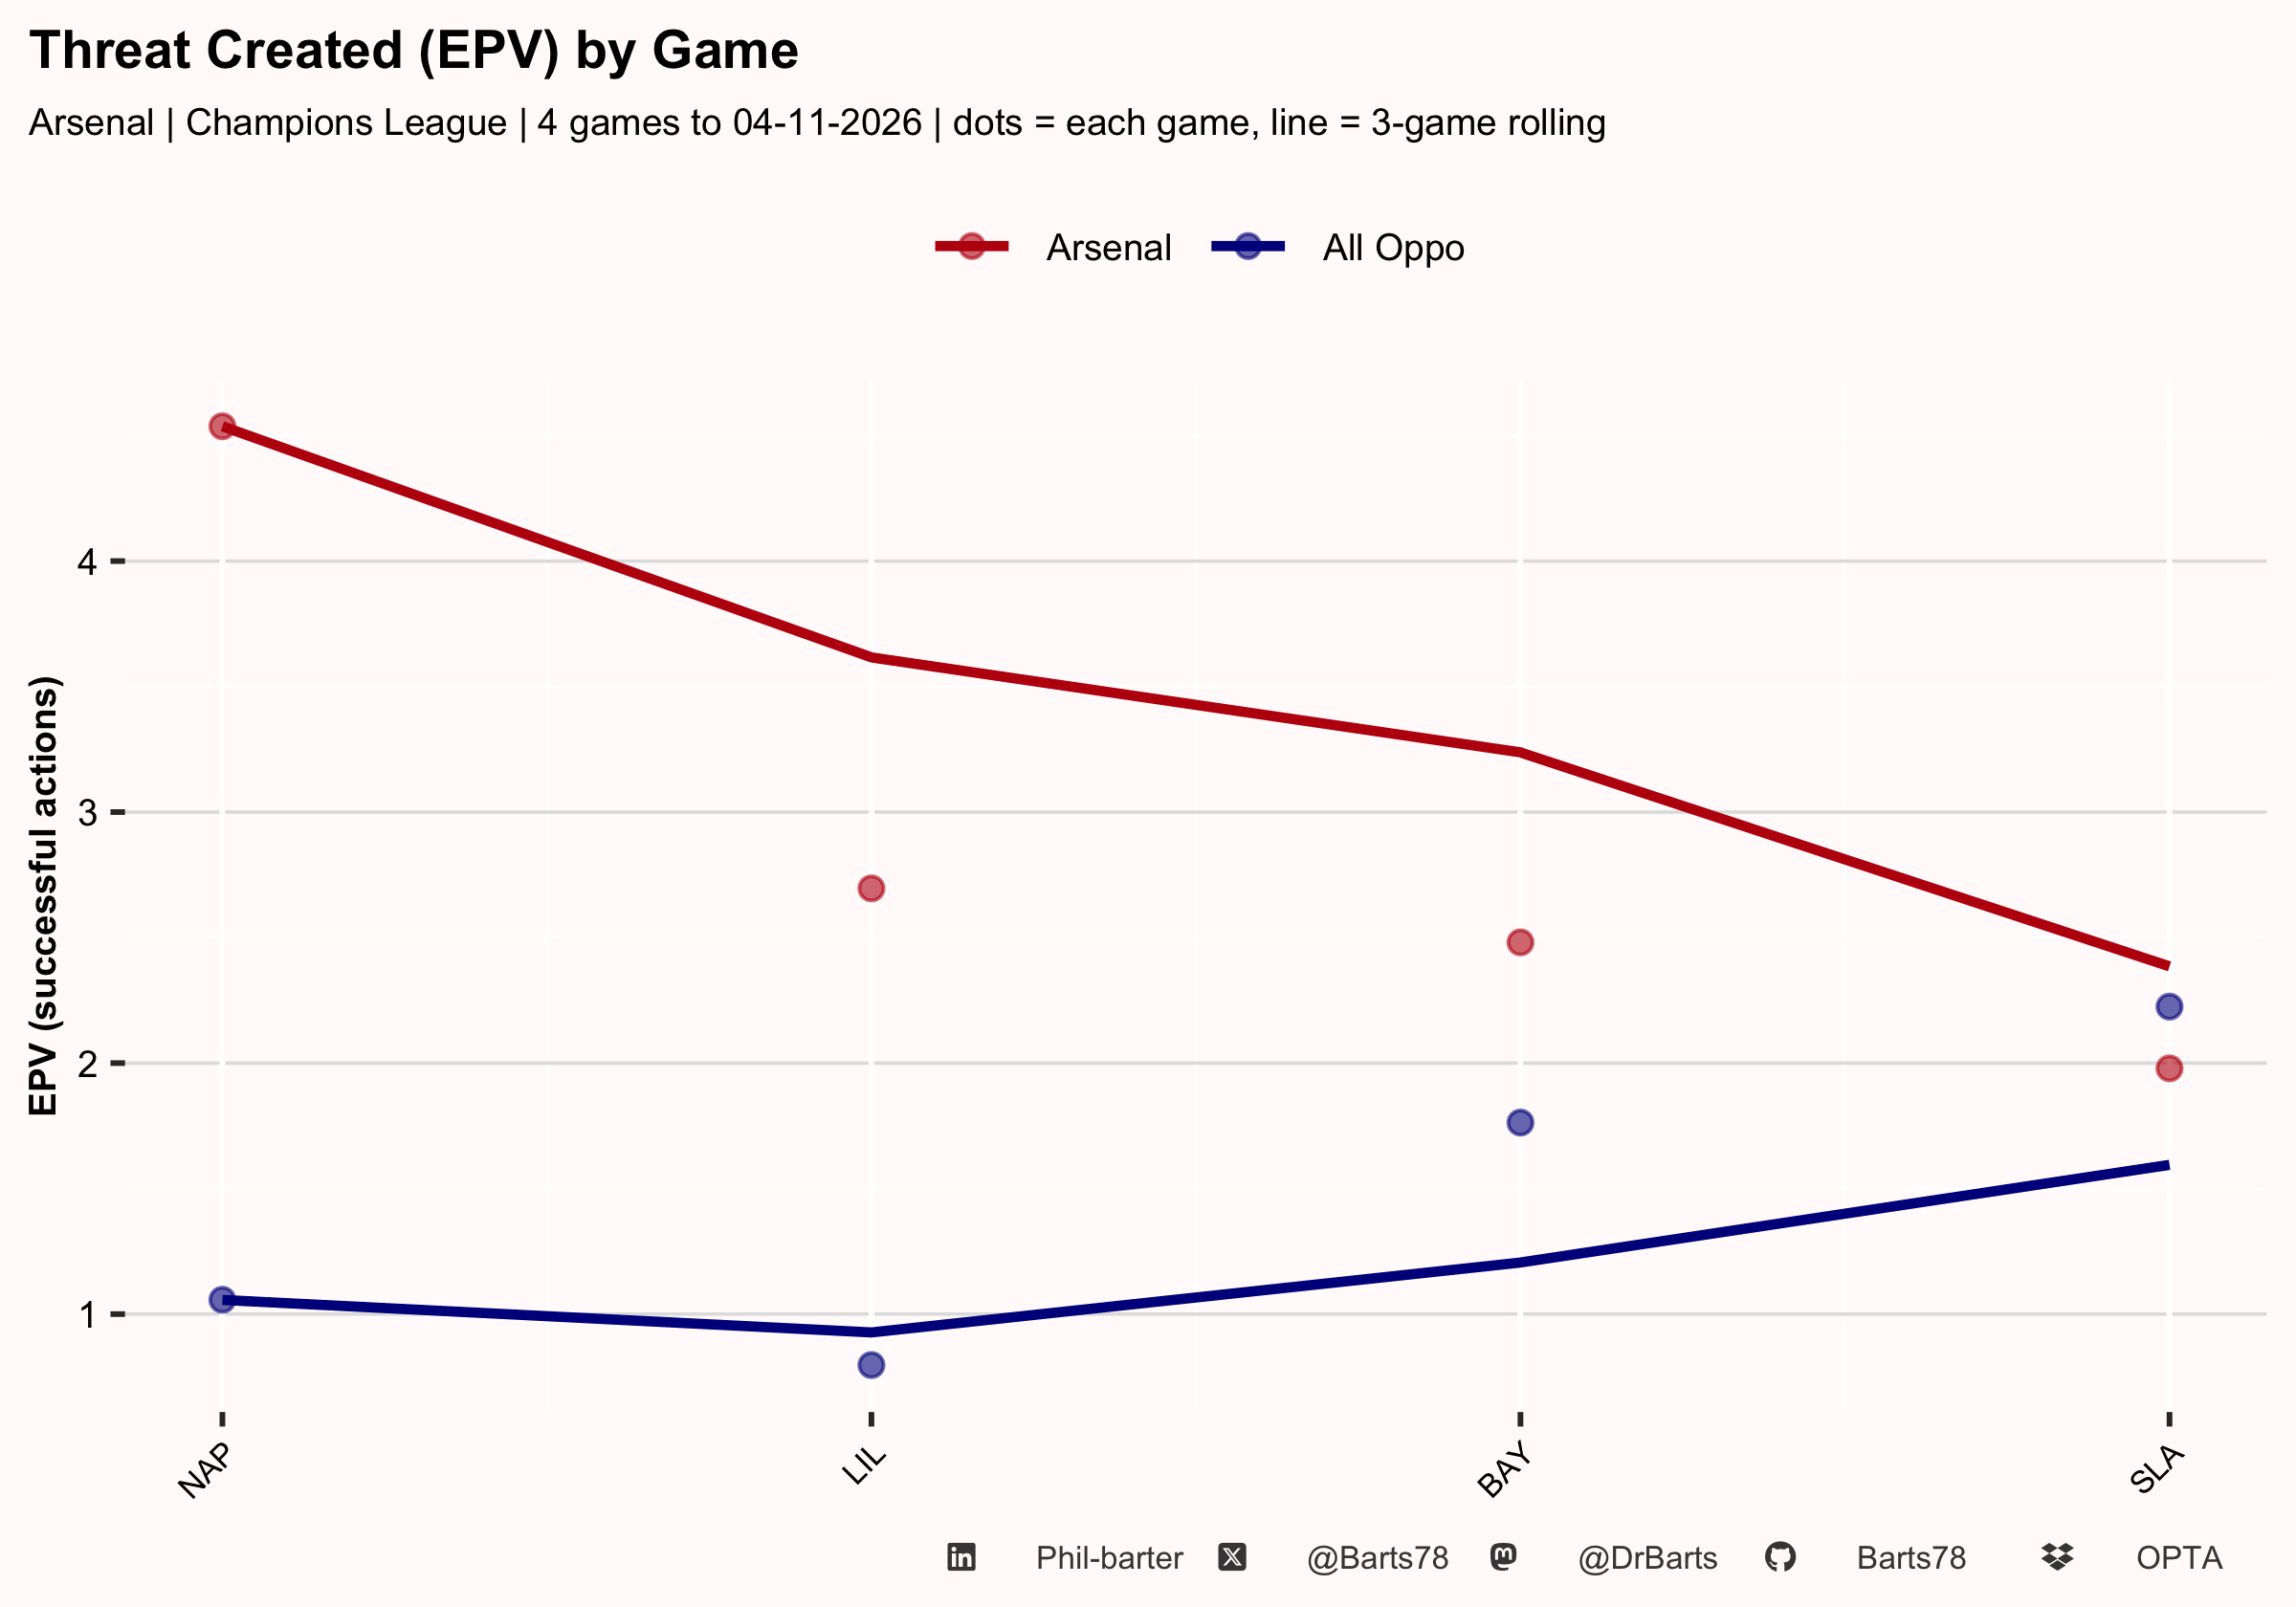 Threat Created (EPV) by Game
Arsenal | Champions League | 4 games to 04-11-2026 | dots = each game, line = 3-game rolling
Arsenal All Oppo
EPV (successful actions)
4
3
2
1
NAP LIL BAY SLA
Phil-barter @Barts78 @DrBarts Barts78 OPTA